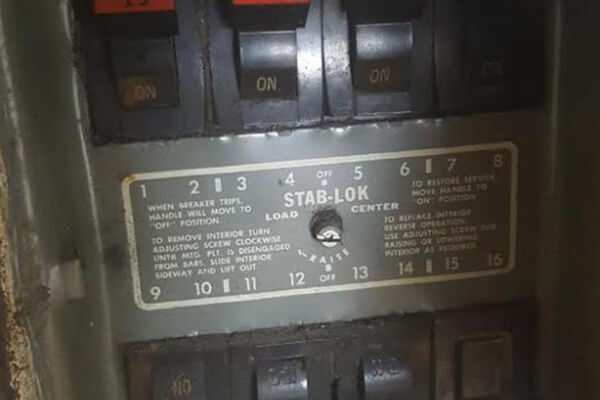 ON ON ON
1 2 3 4 OFF 5 6 7 8
STAB-LOK
LOAD CENTER
WHEN BREAKER TRIPS,
HANDLE WILL MOVE TO
"OFF" POSITION.
TO REMOVE INTERIOR TURN
ADJUSTING SCREW CLOCKWISE
UNTIL MTG. PLT. IS DISENGAGED
FROM BARS, SLIDE INTERIOR
SIDEWAY AND LIFT OUT.
TO RESTORE SERVICE,
MOVE HANDLE TO
"ON" POSITION
TO REPLACE INTERIOR
REVERSE OPERATION.
USE ADJUSTING SCREW FOR
RAISING OR LOWERING
INTERIOR AS REQUIRED
RAISE
9 10 11 12 OFF 13 14 15 16
ON